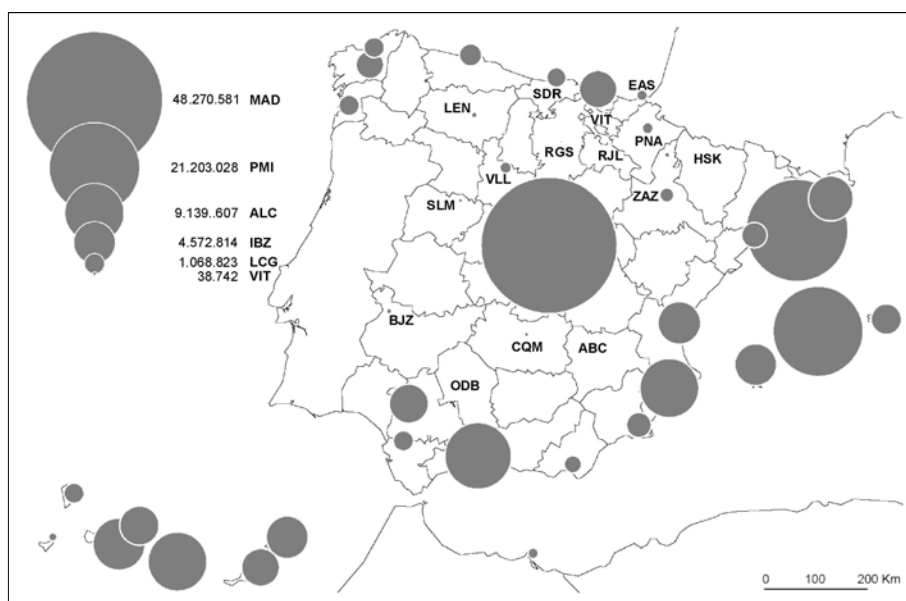 48.270.581 MAD
21.203.028 PMI
9.139..607 ALC
4.572.814 IBZ
1.068.823 LCG
38.742 VIT
EAS
SDR
LEN
VIT
PNA
RGS
RJL
HSK
VLL
ZAZ
SLM
BJZ
CQM
ABC
ODB
0 100 200 Km